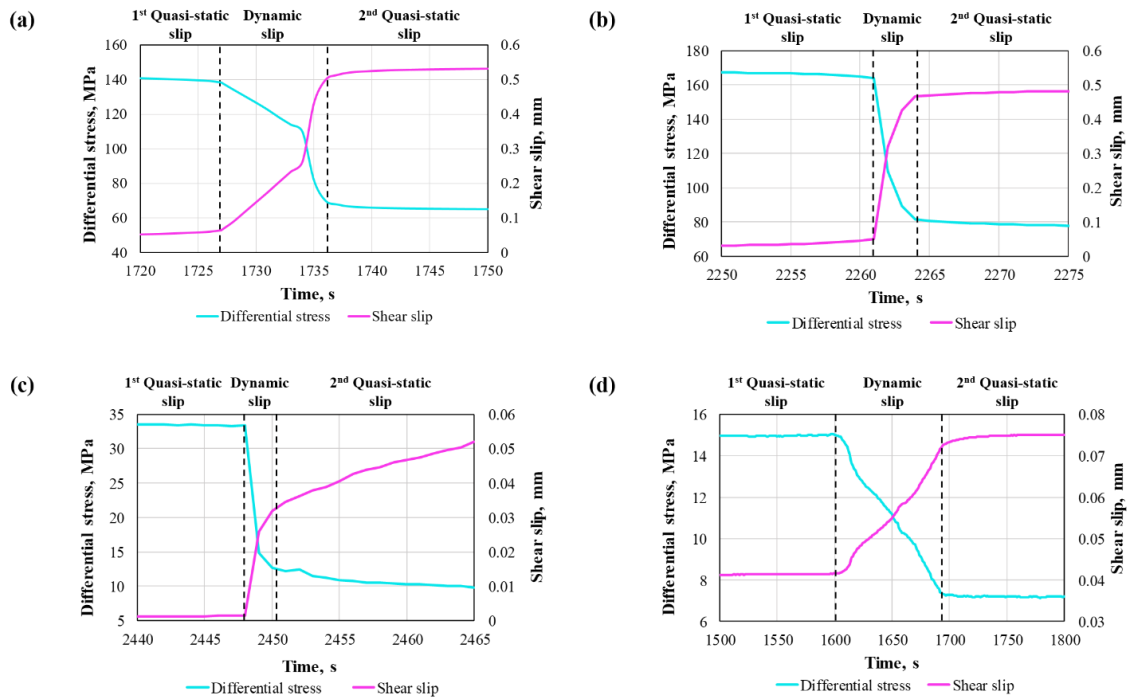 (a)
1st Quasi-static Dynamic 2nd Quasi-static
slip slip slip
160 0.6
140 0.5
120 0.4
100 0.3
80 0.2
60 0.1
40 0
Differential stress, MPa
Shear slip, mm
1720 1725 1730 1735 1740 1745 1750
Time, s
Differential stress Shear slip
(b)
1st Quasi-static Dynamic 2nd Quasi-static
slip slip slip
180 0.6
160 0.5
140 0.4
120 0.3
100 0.2
80 0.1
60 0
Differential stress, MPa
Shear slip, mm
2250 2255 2260 2265 2270 2275
Time, s
Differential stress Shear slip
(c)
1st Quasi-static Dynamic 2nd Quasi-static
slip slip slip
35 0.06
30 0.05
25 0.04
20 0.03
15 0.02
10 0.01
5 0
Differential stress, MPa
Shear slip, mm
2440 2445 2450 2455 2460 2465
Time, s
Differential stress Shear slip
(d)
1st Quasi-static Dynamic 2nd Quasi-static
slip slip slip
16 0.08
14 0.07
12 0.06
10 0.05
8 0.04
6 0.03
Differential stress, MPa
Shear slip, mm
1500 1550 1600 1650 1700 1750 1800
Time, s
Differential stress Shear slip